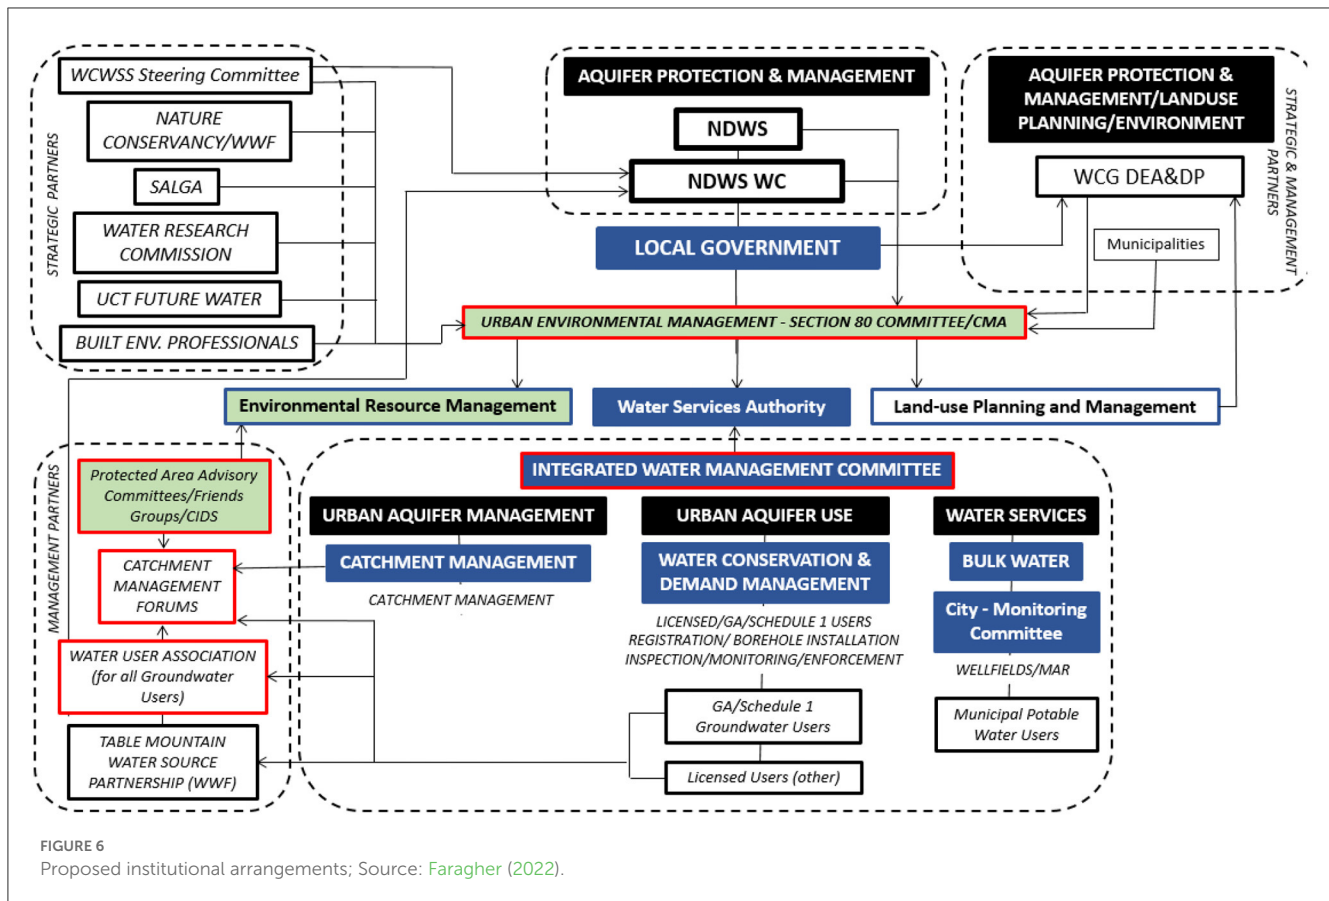 WCWSS Steering Committee
NATURE
CONSERVANCY/WWF
SALGA
WATER RESEARCH
COMMISSION
UCT FUTURE WATER
BUILT ENV. PROFESSIONALS
STRATEGIC PARTNERS
AQUIFER PROTECTION & MANAGEMENT
NDWS
NDWS WC
LOCAL GOVERNMENT
AQUIFER PROTECTION &
MANAGEMENT/LANDUSE
PLANNING/ENVIRONMENT
WCG DEA&DP
Municipalities
STRATEGIC & MANAGEMENT
PARTNERS
URBAN ENVIRONMENTAL MANAGEMENT - SECTION 80 COMMITTEE/CMA
Environmental Resource Management
Water Services Authority
Land-use Planning and Management
MANAGEMENT PARTNERS
Protected Area Advisory
Committees/Friends
Groups/CIDS
CATCHMENT
MANAGEMENT
FORUMS
WATER USER ASSOCIATION
(for all Groundwater
Users)
TABLE MOUNTAIN
WATER SOURCE
PARTNERSHIP (WWF)
INTEGRATED WATER MANAGEMENT COMMITTEE
URBAN AQUIFER MANAGEMENT
CATCHMENT MANAGEMENT
CATCHMENT MANAGEMENT
URBAN AQUIFER USE
WATER CONSERVATION &
DEMAND MANAGEMENT
LICENSED/GA/SCHEDULE 1 USERS
REGISTRATION/ BOREHOLE INSTALLATION
INSPECTION/MONITORING/ENFORCEMENT
GA/Schedule 1
Groundwater Users
Licensed Users (other)
WATER SERVICES
BULK WATER
City - Monitoring
Committee
WELLFIELDS/MAR
Municipal Potable
Water Users
FIGURE 6
Proposed institutional arrangements; Source: Faragher (2022).